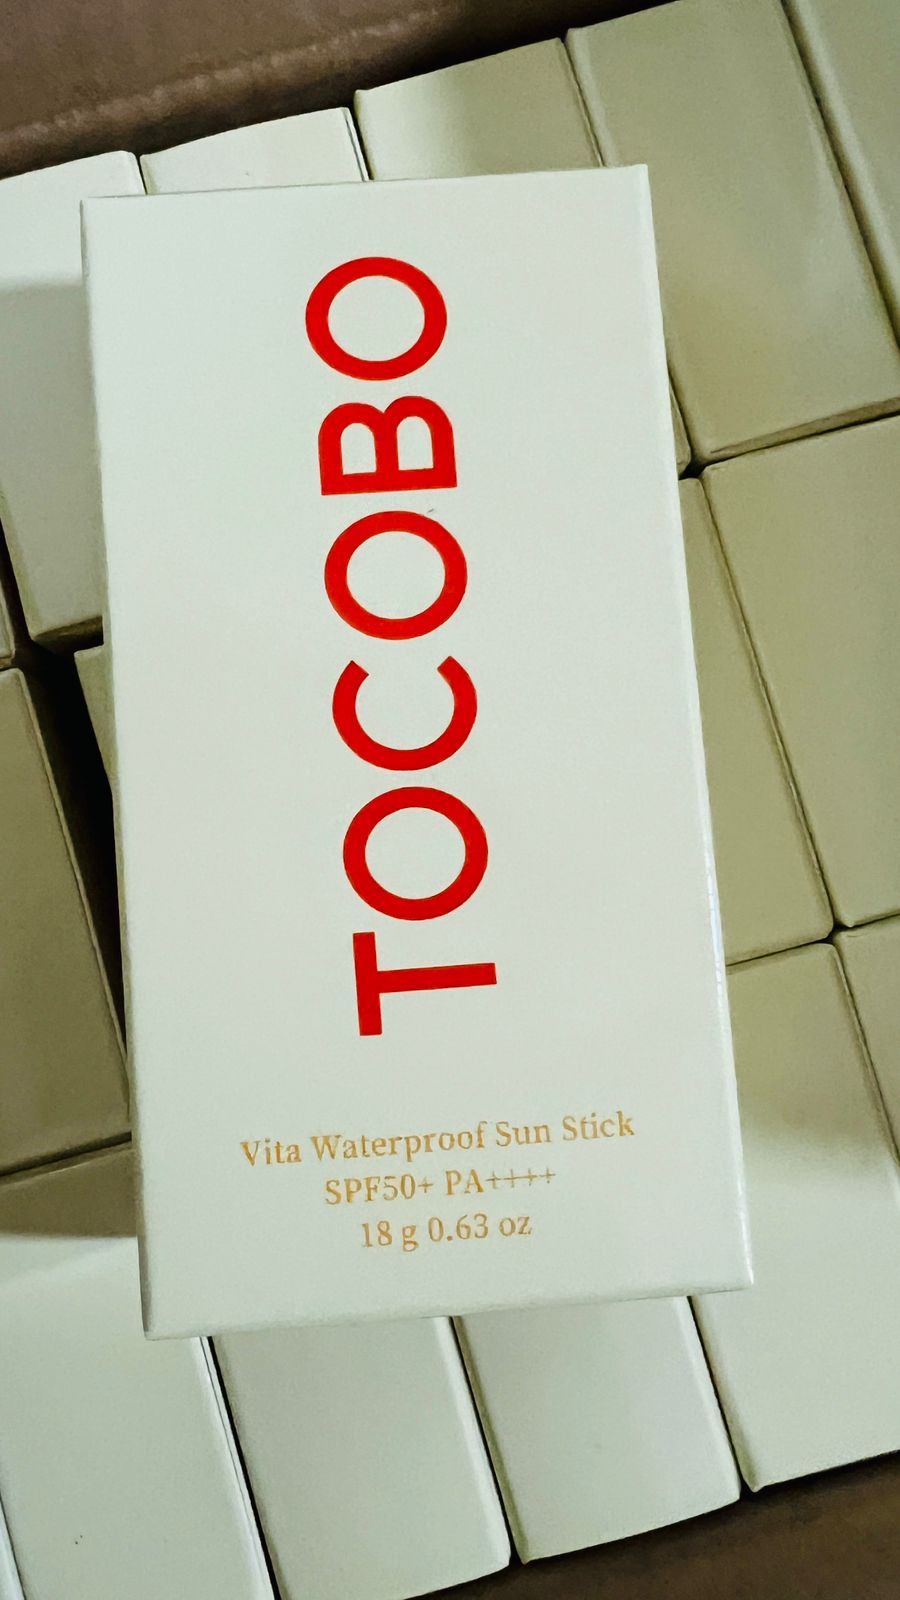 TOCOBO
Vita Waterproof Sun Stick
SPF50+ PA++++
18 g 0.63 oz